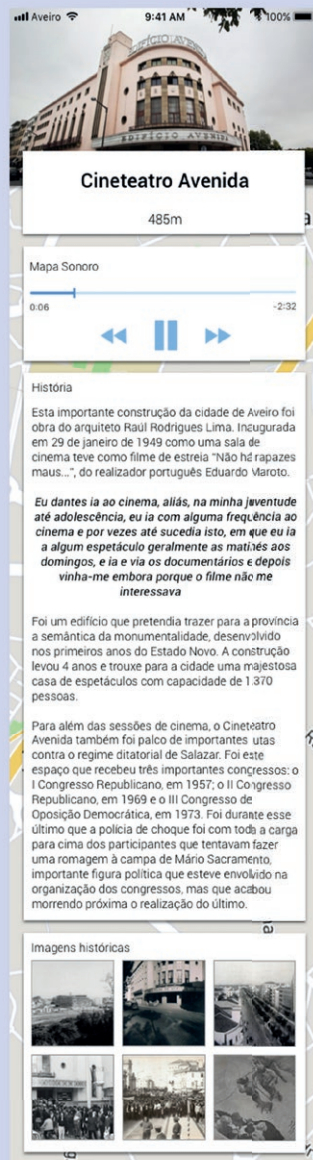 Aveiro
9:41 AM
100%
EDIFÍCIO AVENIDA
EDIFÍCIO AVENIDA
Cineteatro Avenida
485m
Mapa Sonoro
0:06
-2:32
História
Esta importante construção da cidade de Aveiro foi
obra do arquiteto Raúl Rodrigues Lima. Inaugurada
em 29 de janeiro de 1949 como uma sala de
cinema teve como filme de estreia "Não há rapazes
maus...", do realizador português Eduardo Maroto.
Eu dantes ia ao cinema, aliás, na minha juventude
até adolescência, eu ia com alguma frequência ao
cinema e por vezes até sucedia isto, em que eu ia
a algum espetáculo geralmente as matinés aos
domingos, e ia e via os documentários e depois
vinha-me embora porque o filme não me
interessava
Foi um edifício que pretendia trazer para a província
a semântica da monumentalidade, desenvolvido
nos primeiros anos do Estado Novo. A construção
levou 4 anos e trouxe para a cidade uma majestosa
casa de espetáculos com capacidade de 1.370
pessoas.
Para além das sessões de cinema, o Cineteatro
Avenida também foi palco de importantes utas
contra o regime ditatorial de Salazar. Foi este
espaço que recebeu três importantes congressos: o
I Congresso Republicano, em 1957; o II Congresso
Republicano, em 1969 e o III Congresso de
Oposição Democrática, em 1973. Foi durante esse
último que a polícia de choque foi com toda a carga
para cima dos participantes que tentavam fazer
uma romagem à campa de Mário Sacramento,
importante figura política que esteve envolvido na
organização dos congressos, mas que acabou
morrendo próxima o realização do último.
Imagens históricas